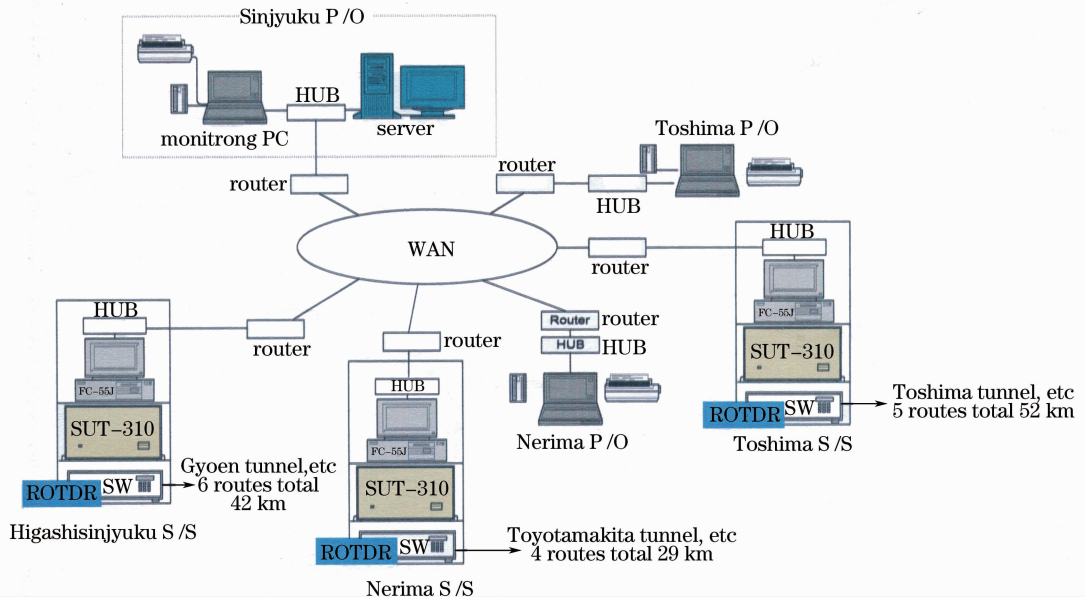 Sinjyuku P/O
HUB
monitrong PC
server
router
Toshima P/O
router
HUB
WAN
router
HUB
FC-55J
SUT-310
ROTDR
SW
Toshima tunnel, etc
5 routes total 52 km
Toshima S/S
HUB
router
FC-55J
SUT-310
ROTDR
SW
Gyoen tunnel,etc
6 routes total
42 km
Higashisinjyuku S/S
router
HUB
FC-55J
SUT-310
ROTDR
SW
Toyotamakita tunnel, etc
4 routes total 29 km
Nerima S/S
Router
router
HUB
HUB
Nerima P/O